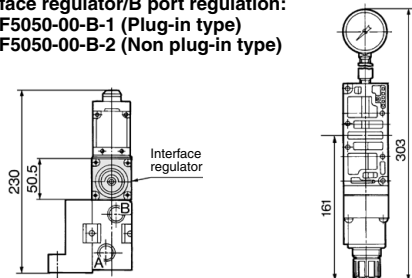 face regulator/B port regulation:
F5050-00-B-1 (Plug-in type)
F5050-00-B-2 (Non plug-in type)
Interface
regulator
230
50.5
B
A
161
303